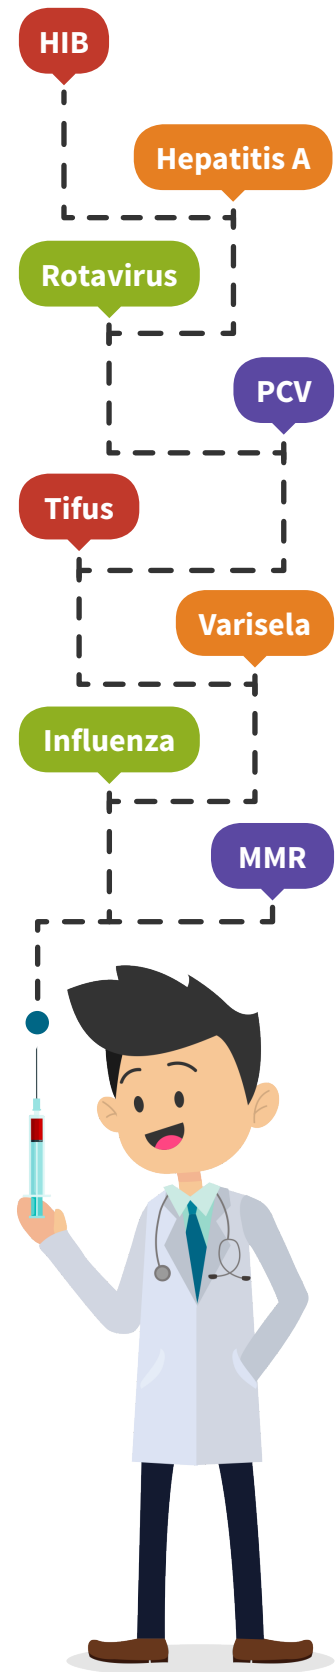 HIB
Hepatitis A
Rotavirus
PCV
Tifus
Varisela
Influenza
MMR